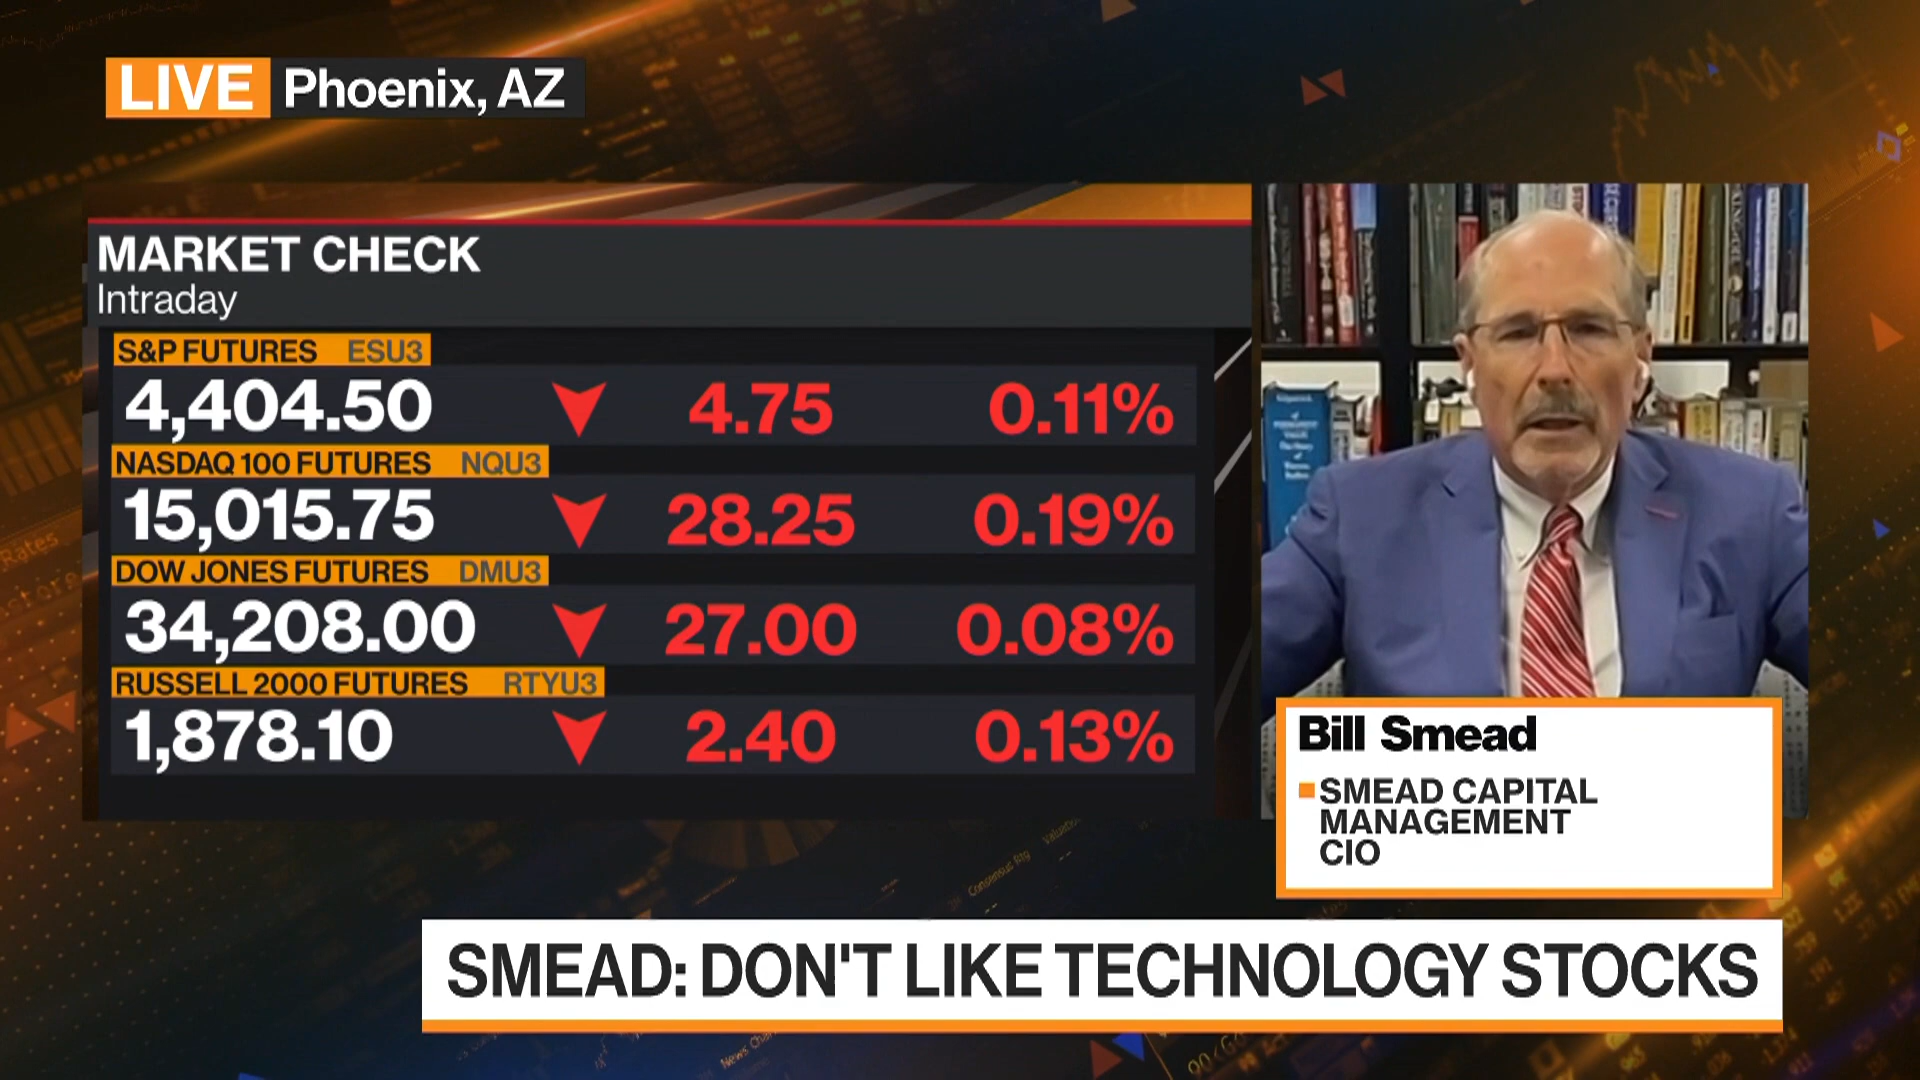 LIVE Phoenix, AZ
MARKET CHECK
Intraday
S&P FUTURES ESU3
4,404.50 4.75 0.11%
NASDAQ 100 FUTURES NQU3
15,015.75 28.25 0.19%
DOW JONES FUTURES DMU3
34,208.00 27.00 0.08%
RUSSELL 2000 FUTURES RTYU3
1,878.10 2.40 0.13%
Bill Smead
SMEAD CAPITAL
MANAGEMENT
CIO
SMEAD: DON'T LIKE TECHNOLOGY STOCKS
Rates
Consensus Rtg